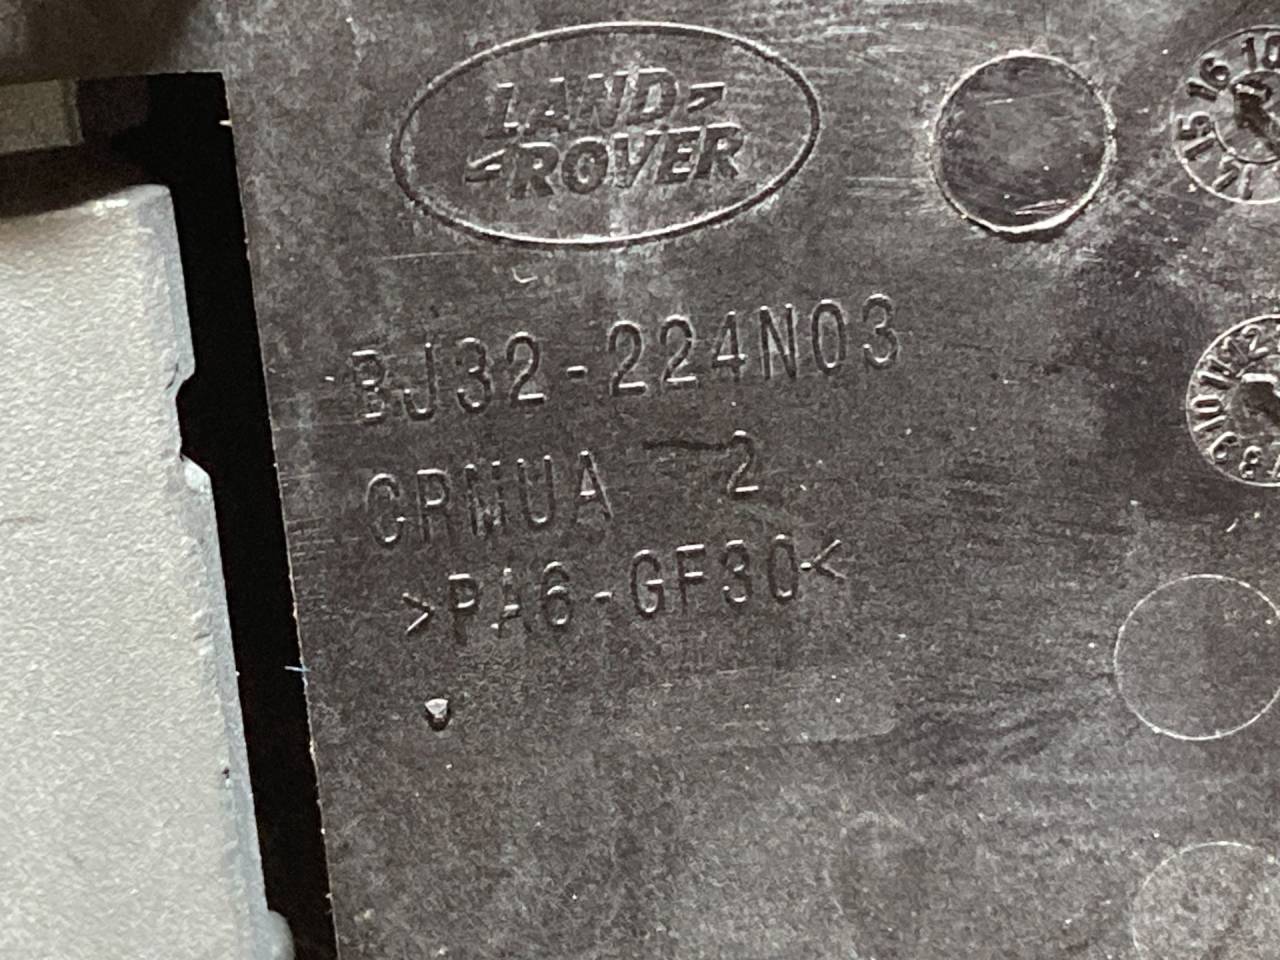 LAND
ROVER
BJ32-224N03
CRMUA 2
>PA6-GF30<